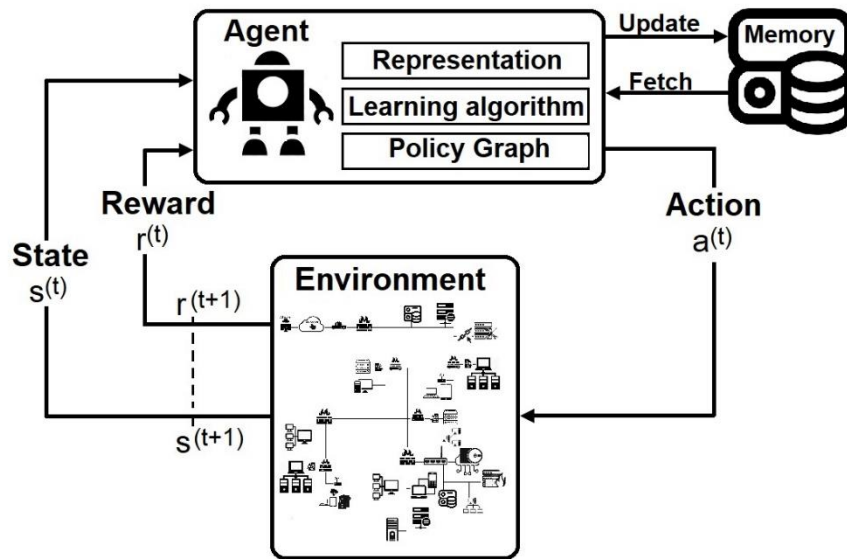 Agent
Representation
Learning algorithm
Policy Graph
Update
Fetch
Memory
Reward
r(t)
State
s(t)
Action
a(t)
Environment
r(t+1)
s(t+1)